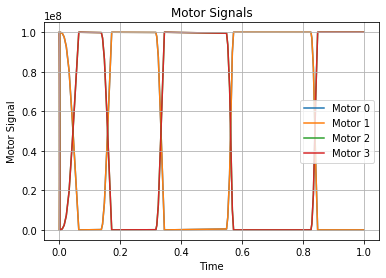 Motor Signals
1e8
1.0
0.8
0.6
0.4
0.2
0.0
Motor Signal
Motor 0
Motor 1
Motor 2
Motor 3
0.0 0.2 0.4 0.6 0.8 1.0
Time